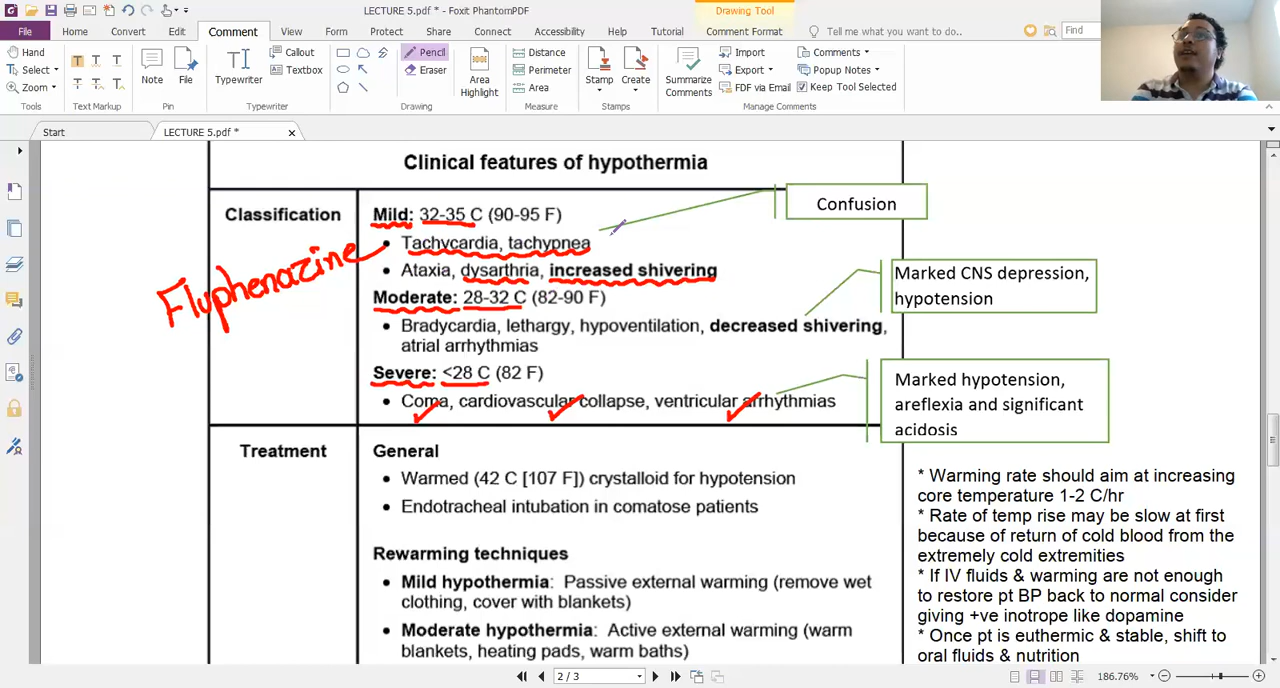 LECTURE 5.pdf * - Foxit PhantomPDF
Drawing Tool
File Home Convert Edit Comment View Form Protect Share Connect Accessibility Help Tutorial Comment Format Tell me what you want to do.. Find
Hand
Select
Zoom
Tools
Text Markup
Note
File
Pin
Typewriter
Callout
Textbox
Typewriter
Pencil
Eraser
Drawing
Area Highlight
Distance
Perimeter
Area
Measure
Stamp
Create
Stamps
Summarize Comments
Import
Export
FDF via Email
Comments
Popup Notes
Keep Tool Selected
Manage Comments
Start
LECTURE 5.pdf *
Clinical features of hypothermia
Classification
Mild: 32-35 C (90-95 F)
• Tachycardia, tachypnea
• Ataxia, dysarthria, increased shivering
Moderate: 28-32 C (82-90 F)
• Bradycardia, lethargy, hypoventilation, decreased shivering,
atrial arrhythmias
Severe: <28 C (82 F)
• Coma, cardiovascular collapse, ventricular arrhythmias
Fluphenazine
Confusion
Marked CNS depression,
hypotension
Marked hypotension,
areflexia and significant
acidosis
Treatment
General
• Warmed (42 C [107 F]) crystalloid for hypotension
• Endotracheal intubation in comatose patients
Rewarming techniques
• Mild hypothermia: Passive external warming (remove wet
clothing, cover with blankets)
• Moderate hypothermia: Active external warming (warm
blankets, heating pads, warm baths)
* Warming rate should aim at increasing
core temperature 1-2 C/hr
* Rate of temp rise may be slow at first
because of return of cold blood from the
extremely cold extremities
* If IV fluids & warming are not enough
to restore pt BP back to normal consider
giving +ve inotrope like dopamine
* Once pt is euthermic & stable, shift to
oral fluids & nutrition
2 / 3
186.76%